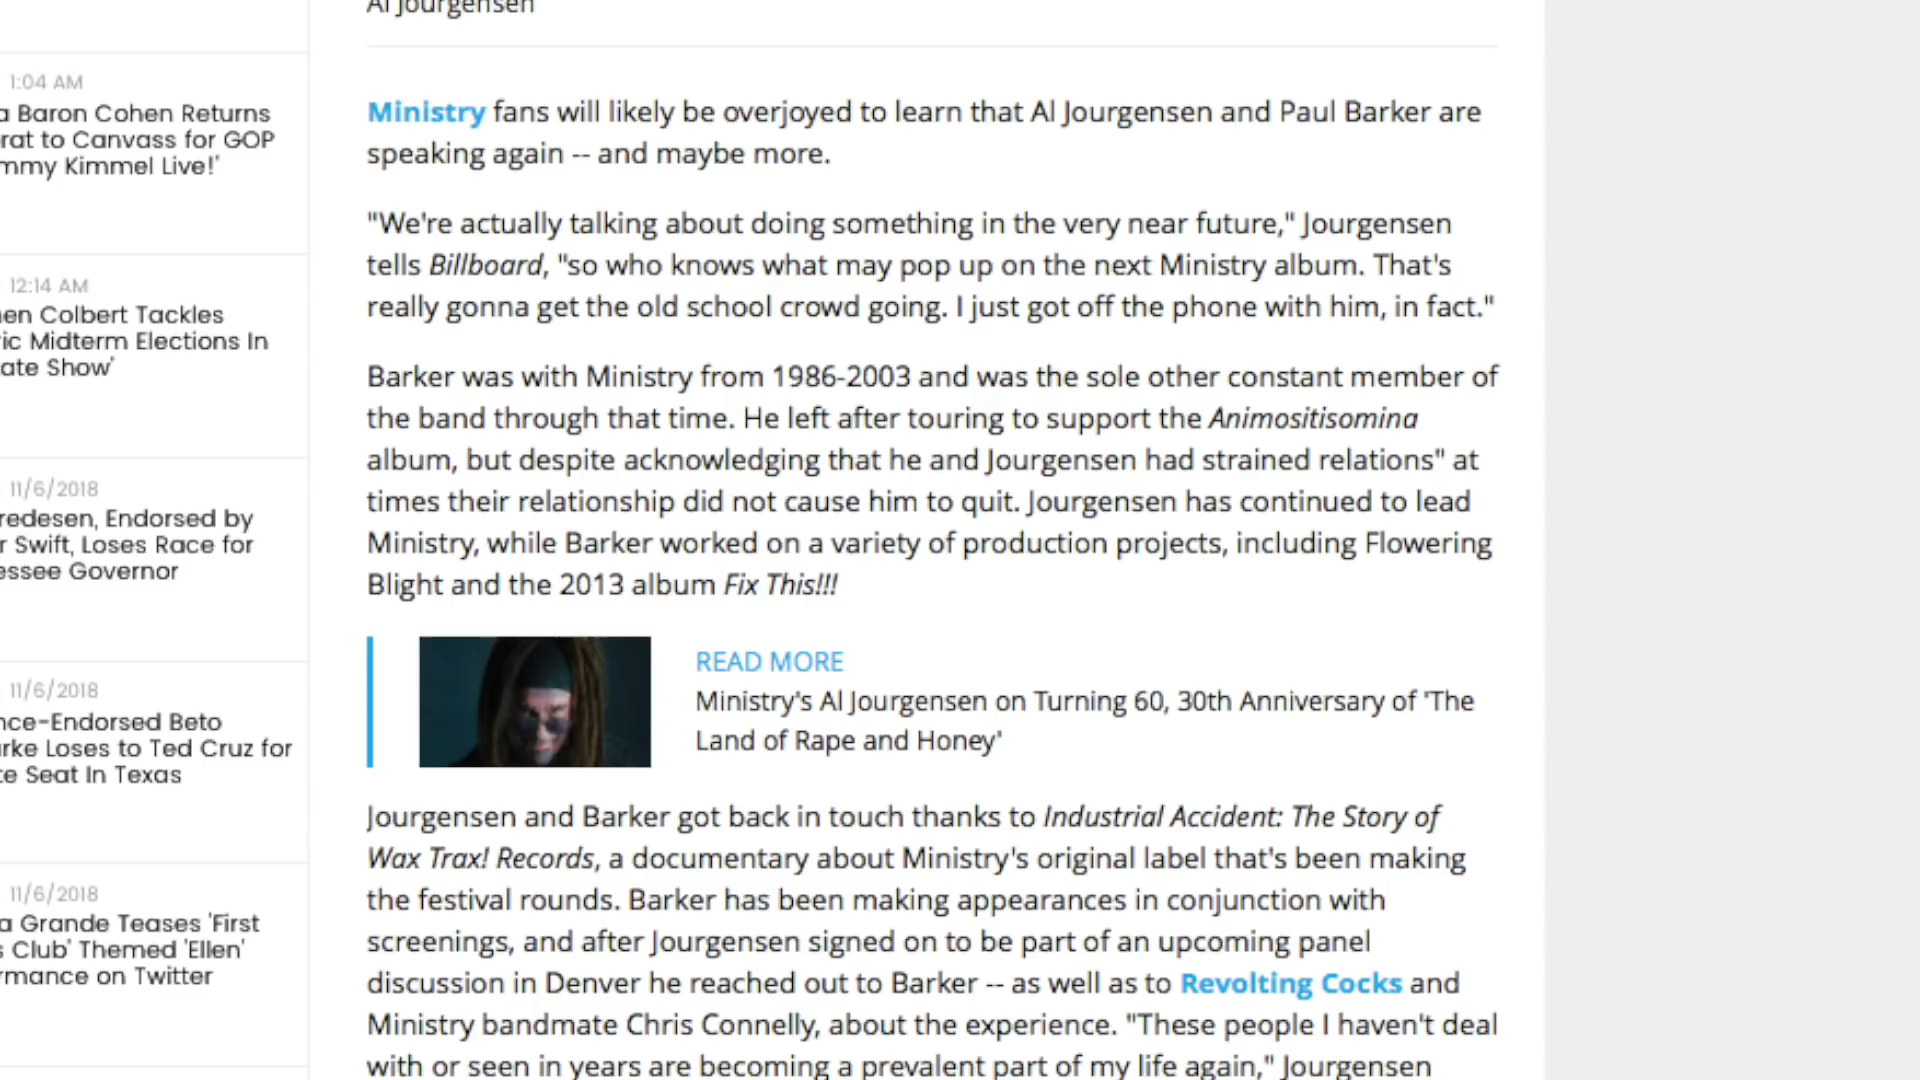 Al Jourgensen
1:04 AM
a Baron Cohen Returns
rat to Canvass for GOP
mmy Kimmel Live!'
12:14 AM
en Colbert Tackles
ic Midterm Elections In
ate Show'
11/6/2018
redesen, Endorsed by
r Swift, Loses Race for
essee Governor
11/6/2018
nce-Endorsed Beto
rke Loses to Ted Cruz for
te Seat In Texas
11/6/2018
a Grande Teases 'First
s Club' Themed 'Ellen'
rmance on Twitter
Ministry fans will likely be overjoyed to learn that Al Jourgensen and Paul Barker are
speaking again -- and maybe more.
"We're actually talking about doing something in the very near future," Jourgensen
tells Billboard, "so who knows what may pop up on the next Ministry album. That's
really gonna get the old school crowd going. I just got off the phone with him, in fact."
Barker was with Ministry from 1986-2003 and was the sole other constant member of
the band through that time. He left after touring to support the Animositisomina
album, but despite acknowledging that he and Jourgensen had strained relations" at
times their relationship did not cause him to quit. Jourgensen has continued to lead
Ministry, while Barker worked on a variety of production projects, including Flowering
Blight and the 2013 album Fix This!!!
READ MORE
Ministry's Al Jourgensen on Turning 60, 30th Anniversary of 'The
Land of Rape and Honey'
Jourgensen and Barker got back in touch thanks to Industrial Accident: The Story of
Wax Trax! Records, a documentary about Ministry's original label that's been making
the festival rounds. Barker has been making appearances in conjunction with
screenings, and after Jourgensen signed on to be part of an upcoming panel
discussion in Denver he reached out to Barker -- as well as to Revolting Cocks and
Ministry bandmate Chris Connelly, about the experience. "These people I haven't deal
with or seen in years are becoming a prevalent part of my life again," Jourgensen